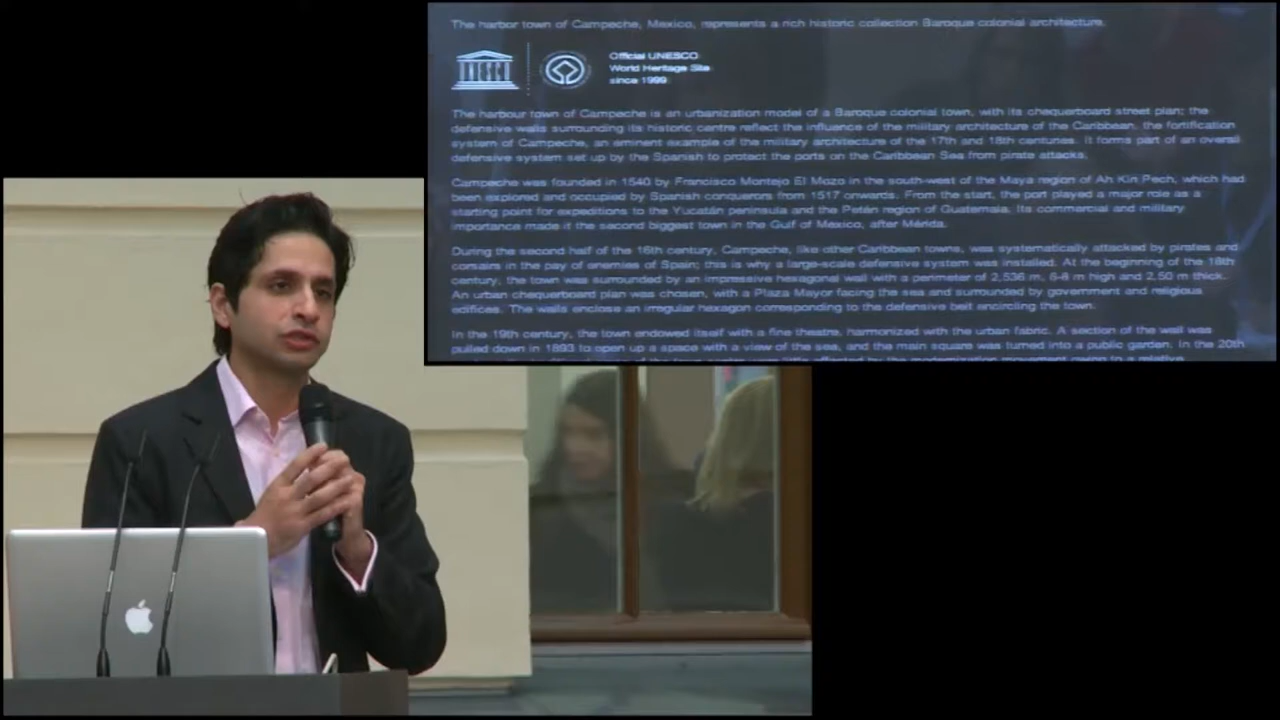 The harbor town of Campeche, Mexico, represents a rich historic collection Baroque colonial architecture.
UNESCO
Official UNESCO
World Heritage Site
since 1999
The harbour town of Campeche is an urbanization model of a Baroque colonial town, with its chequerboard street plan; the
defensive walls surrounding its historic centre reflect the influence of the military architecture of the Caribbean. the fortification
system of Campeche, an eminent example of the military architecture of the 17th and 18th centuries. It forms part of an overall
defensive system set up by the Spanish to protect the ports on the Caribbean Sea from pirate attacks.
Campeche was founded in 1540 by Francisco Montejo El Mozo in the south-west of the Maya region of Ah Kin Pech, which had
been explored and occupied by Spanish conquerors from 1517 onwards. From the start, the port played a major role as a
starting point for expeditions to the Yucatán peninsula and the Petén region of Guatemala. Its commercial and military
importance made it the second biggest town in the Gulf of Mexico, after Mérida.
During the second half of the 16th century, Campeche, like other Caribbean towns, was systematically attacked by pirates and
corsairs in the pay of enemies of Spain; this is why a large-scale defensive system was installed. At the beginning of the 18th
century, the town was surrounded by an impressive hexagonal wall with a perimeter of 2,536 m, 6-8 m high and 2.50 m thick.
An urban chequerboard plan was chosen, with a Plaza Mayor facing the sea and surrounded by government and religious
edifices. The walls enclose an irregular hexagon corresponding to the defensive belt encircling the town.
In the 19th century, the town endowed itself with a fine theatre, harmonized with the urban fabric. A section of the wall was
pulled down in 1893 to open up a space with a view of the sea, and the main square was turned into a public garden. In the 20th